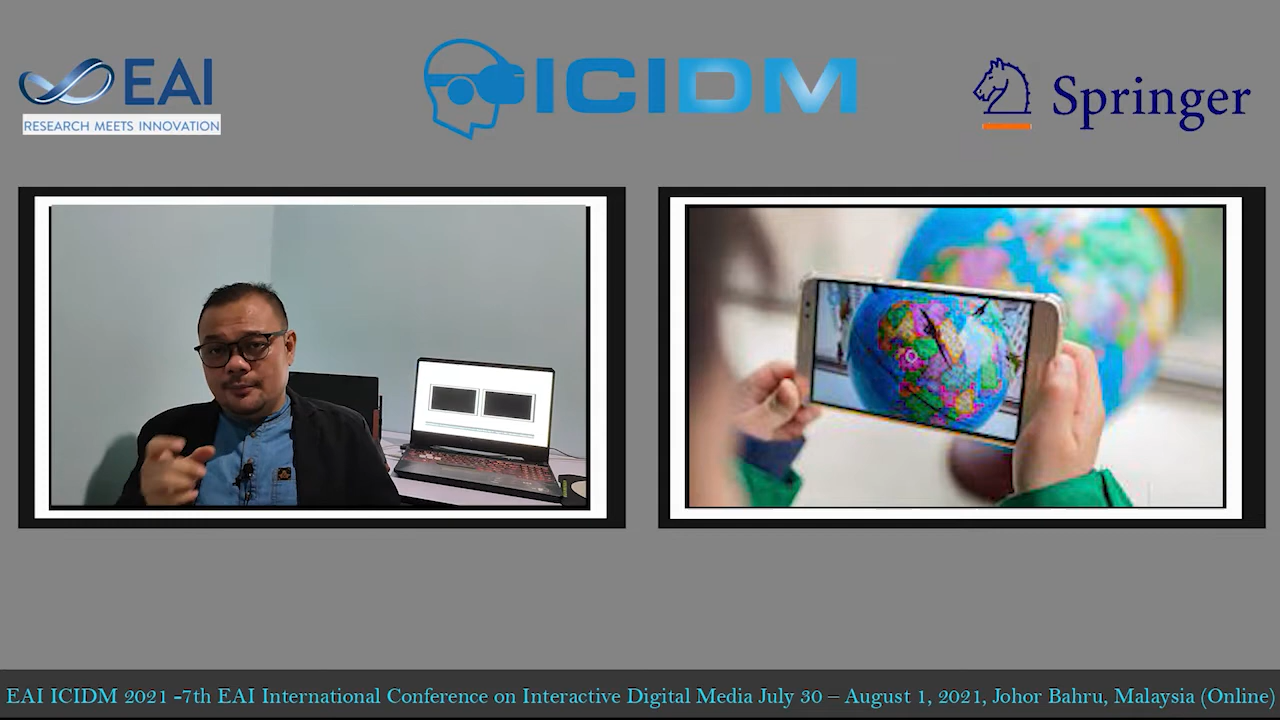 EAI
RESEARCH MEETS INNOVATION
ICIDM
Springer
EAI ICIDM 2021 -7th EAI International Conference on Interactive Digital Media July 30 – August 1, 2021, Johor Bahru, Malaysia (Online)